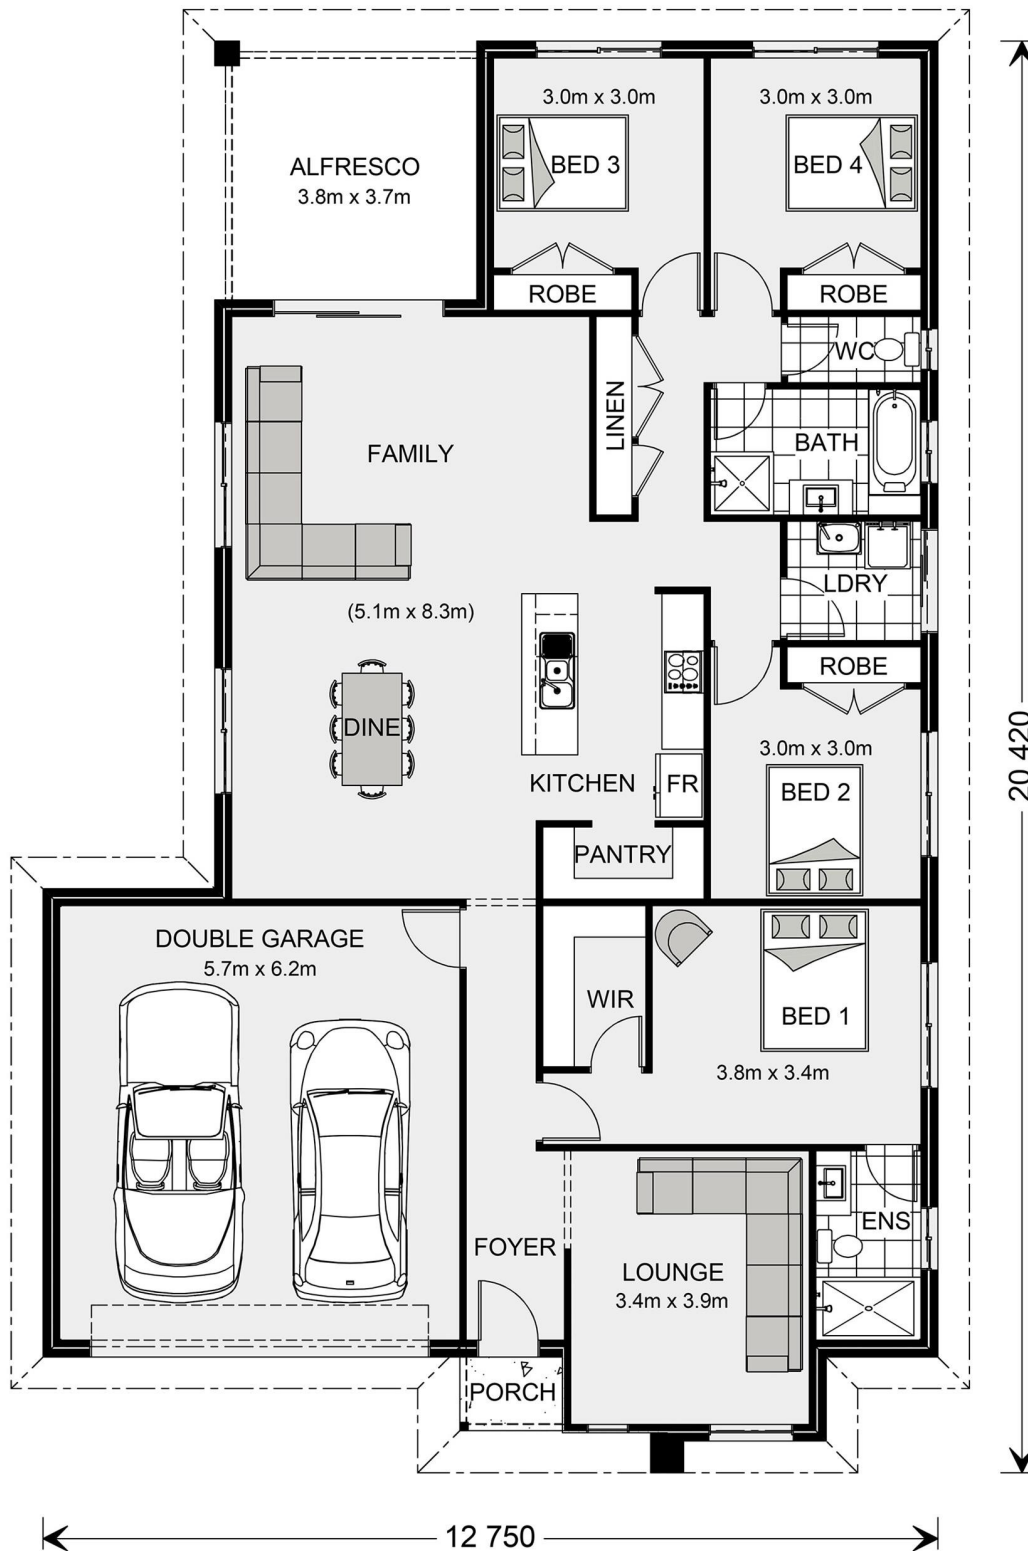 3.0m x 3.0m
BED 3
ROBE
3.0m x 3.0m
BED 4
ROBE
ALFRESCO
3.8m x 3.7m
WC
LINEN
BATH
FAMILY
(5.1m x 8.3m)
LDRY
ROBE
DINE
3.0m x 3.0m
BED 2
KITCHEN
FR
PANTRY
20 420
DOUBLE GARAGE
5.7m x 6.2m
WIR
BED 1
3.8m x 3.4m
ENS
FOYER
LOUNGE
3.4m x 3.9m
PORCH
12 750